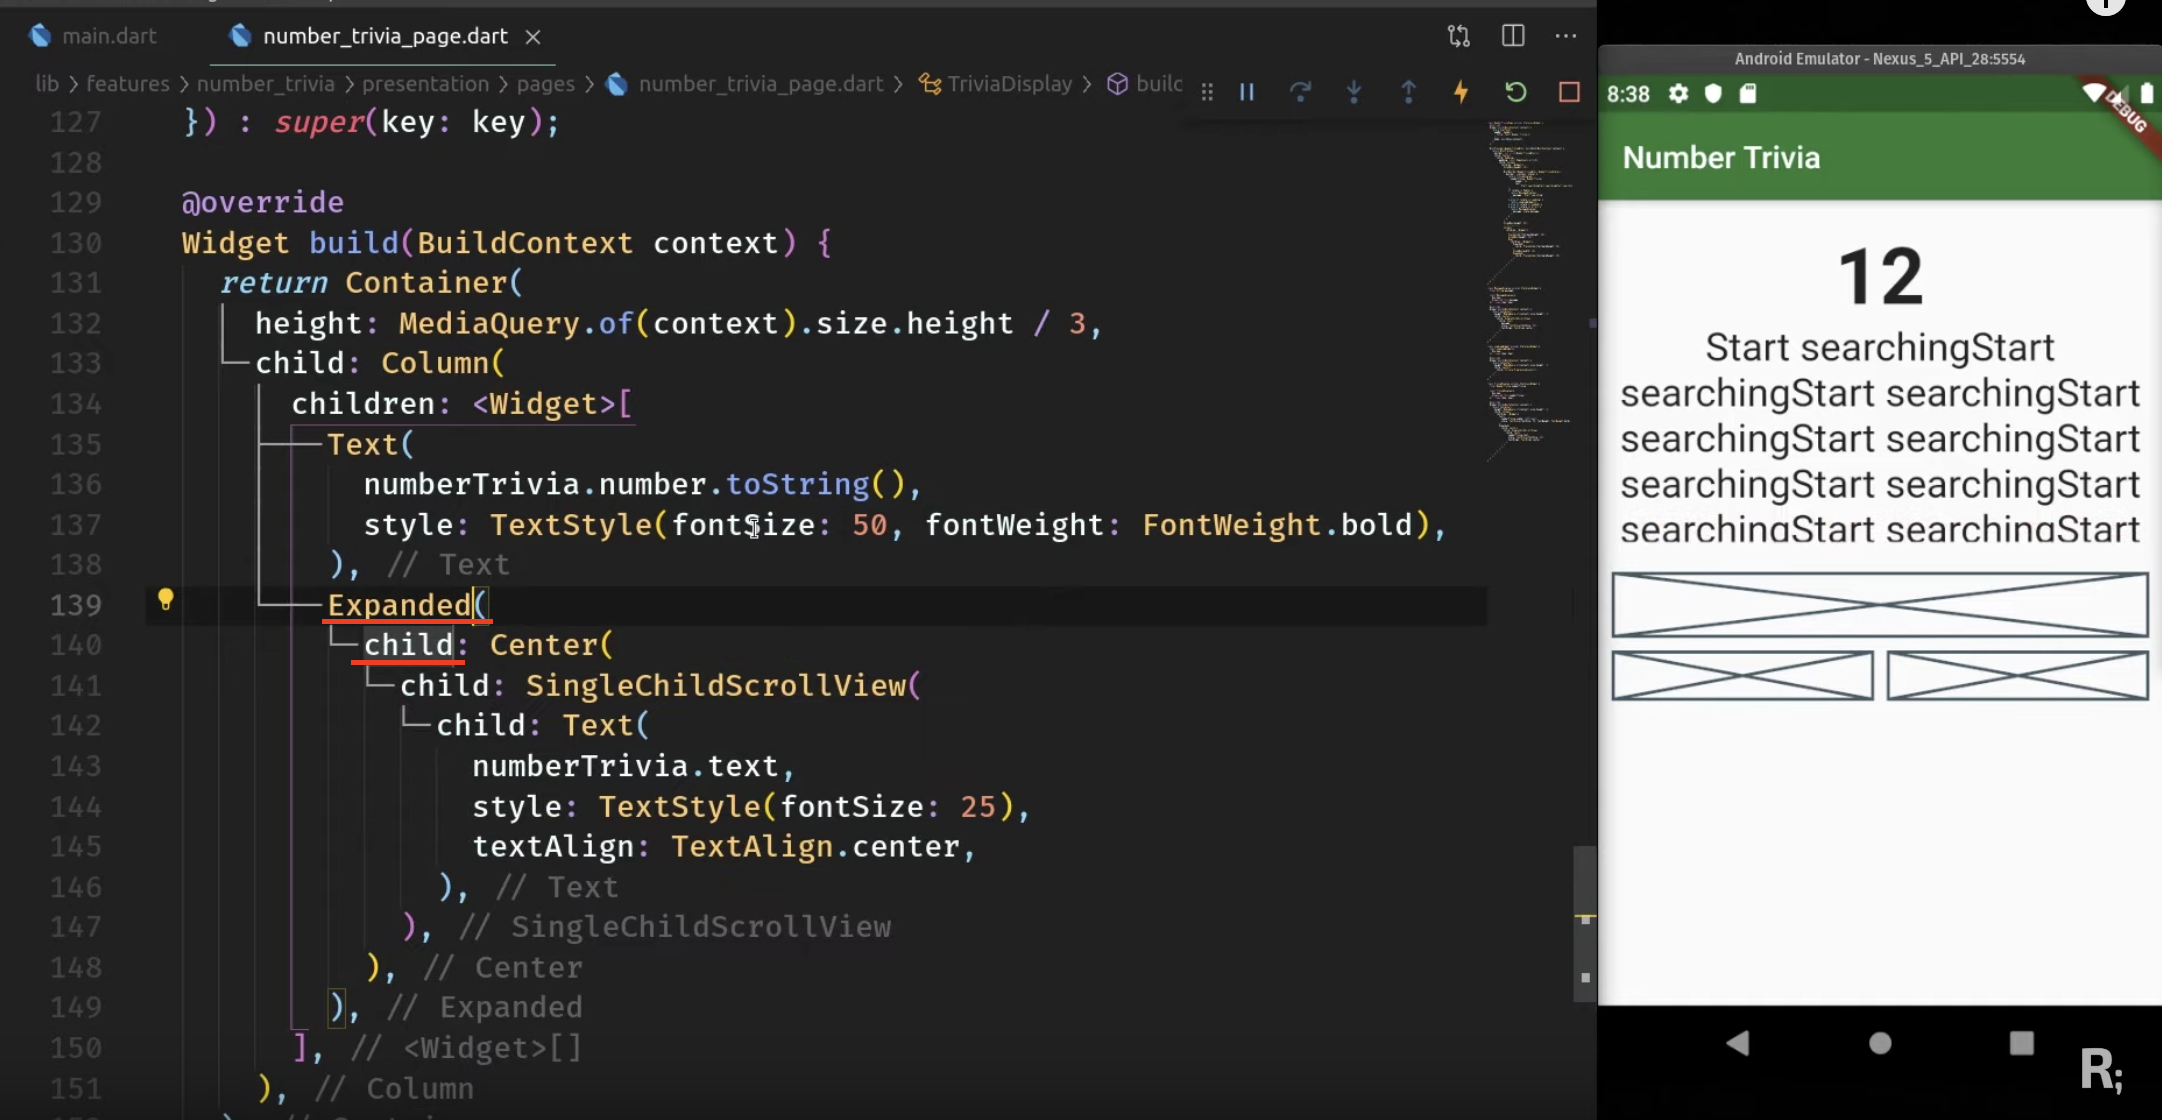 main.dart
number_trivia_page.dart
lib > features > number_trivia > presentation > pages > number_trivia_page.dart > TriviaDisplay > build
127 }) : super(key: key);
128
129 @override
130 Widget build(BuildContext context) {
131 return Container(
132 height: MediaQuery.of(context).size.height / 3,
133 child: Column(
134 children: <Widget>[
135 Text(
136 numberTrivia.number.toString(),
137 style: TextStyle(fontSize: 50, fontWeight: FontWeight.bold),
138 ), // Text
139 Expanded(
140 child: Center(
141 child: SingleChildScrollView(
142 child: Text(
143 numberTrivia.text,
144 style: TextStyle(fontSize: 25),
145 textAlign: TextAlign.center,
146 ), // Text
147 ), // SingleChildScrollView
148 ), // Center
149 ), // Expanded
150 ], // <Widget>[]
151 ), // Column
Android Emulator - Nexus_5_API_28:5554
8:38
DEBUG
Number Trivia
12
Start searchingStart
searchingStart searchingStart
searchingStart searchingStart
searchingStart searchingStart
searchingStart searchingStart
R;